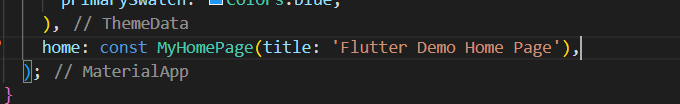 primarySwatch: Colors.blue,
), // ThemeData
home: const MyHomePage(title: 'Flutter Demo Home Page'),
); // MaterialApp
}